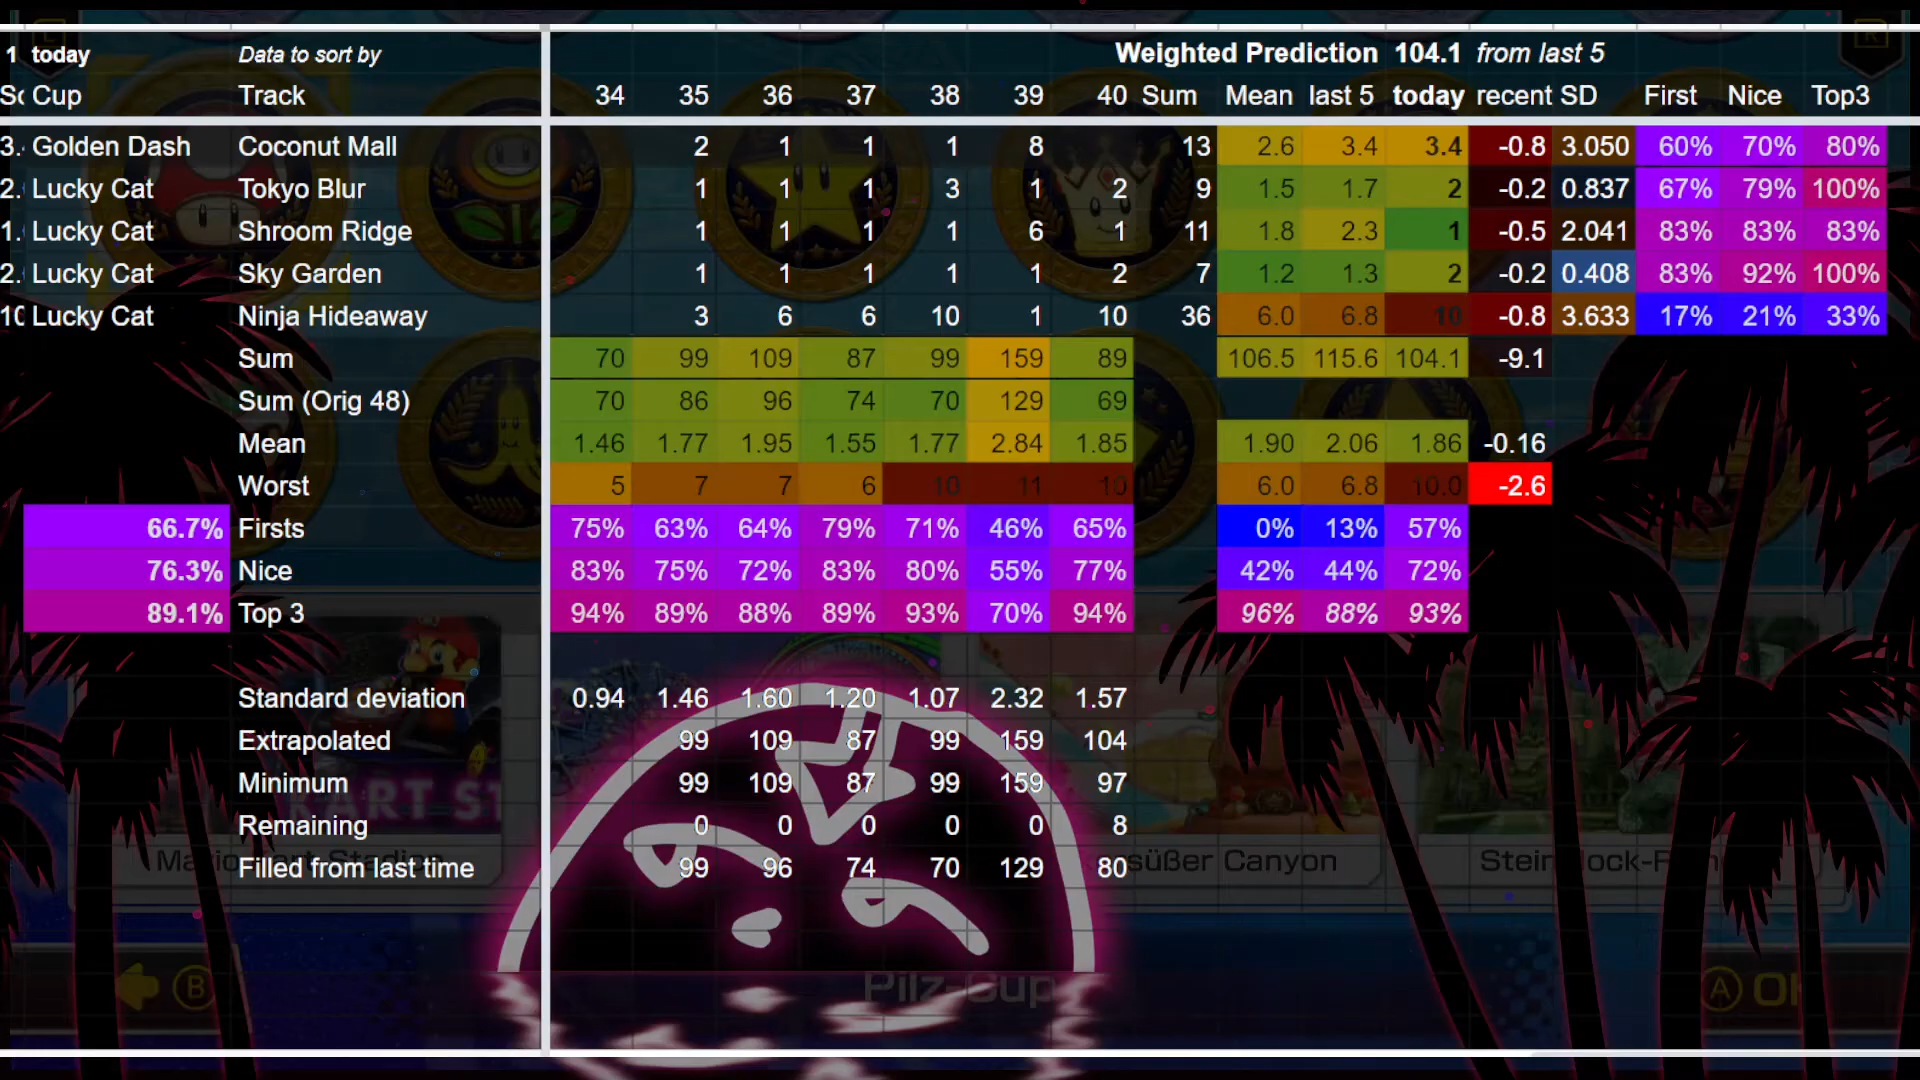 Weighted Prediction 104.1 from last 5
1 today Data to sort by
Cup Track 34 35 36 37 38 39 40 Sum Mean last 5 today recent SD First Nice Top3
3. Golden Dash Coconut Mall 2 1 1 1 8 13 2.6 3.4 3.4 -0.8 3.050 60% 70% 80%
2. Lucky Cat Tokyo Blur 1 1 1 3 1 2 9 1.5 1.7 2 -0.2 0.837 67% 79% 100%
1. Lucky Cat Shroom Ridge 1 1 1 1 6 1 11 1.8 2.3 1 -0.5 2.041 83% 83% 83%
2. Lucky Cat Sky Garden 1 1 1 1 1 2 7 1.2 1.3 2 -0.2 0.408 83% 92% 100%
10 Lucky Cat Ninja Hideaway 3 6 6 10 1 10 36 6.0 6.8 10 -0.8 3.633 17% 21% 33%
Sum 70 99 109 87 99 159 89 106.5 115.6 104.1 -9.1
Sum (Orig 48) 70 86 96 74 70 129 69
Mean 1.46 1.77 1.95 1.55 1.77 2.84 1.85 1.90 2.06 1.86 -0.16
Worst 5 7 7 6 10 11 10 6.0 6.8 10.0 -2.6
66.7% Firsts 75% 63% 64% 79% 71% 46% 65% 0% 13% 57%
76.3% Nice 83% 75% 72% 83% 80% 55% 77% 42% 44% 72%
89.1% Top 3 94% 89% 88% 89% 93% 70% 94% 96% 88% 93%
Standard deviation 0.94 1.46 1.60 1.20 1.07 2.32 1.57
Extrapolated 99 109 87 99 159 104
Minimum 99 109 87 99 159 97
Remaining 0 0 0 0 0 8
Filled from last time 99 96 74 70 129 80
Canyon
B Pilz-Cup A